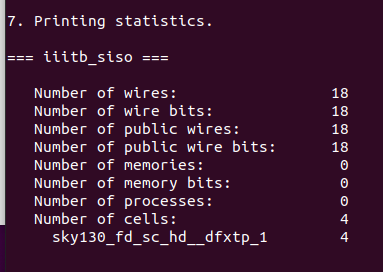 7. Printing statistics.
=== iiitb_siso ===
Number of wires: 18
Number of wire bits: 18
Number of public wires: 18
Number of public wire bits: 18
Number of memories: 0
Number of memory bits: 0
Number of processes: 0
Number of cells: 4
sky130_fd_sc_hd__dfxtp_1 4